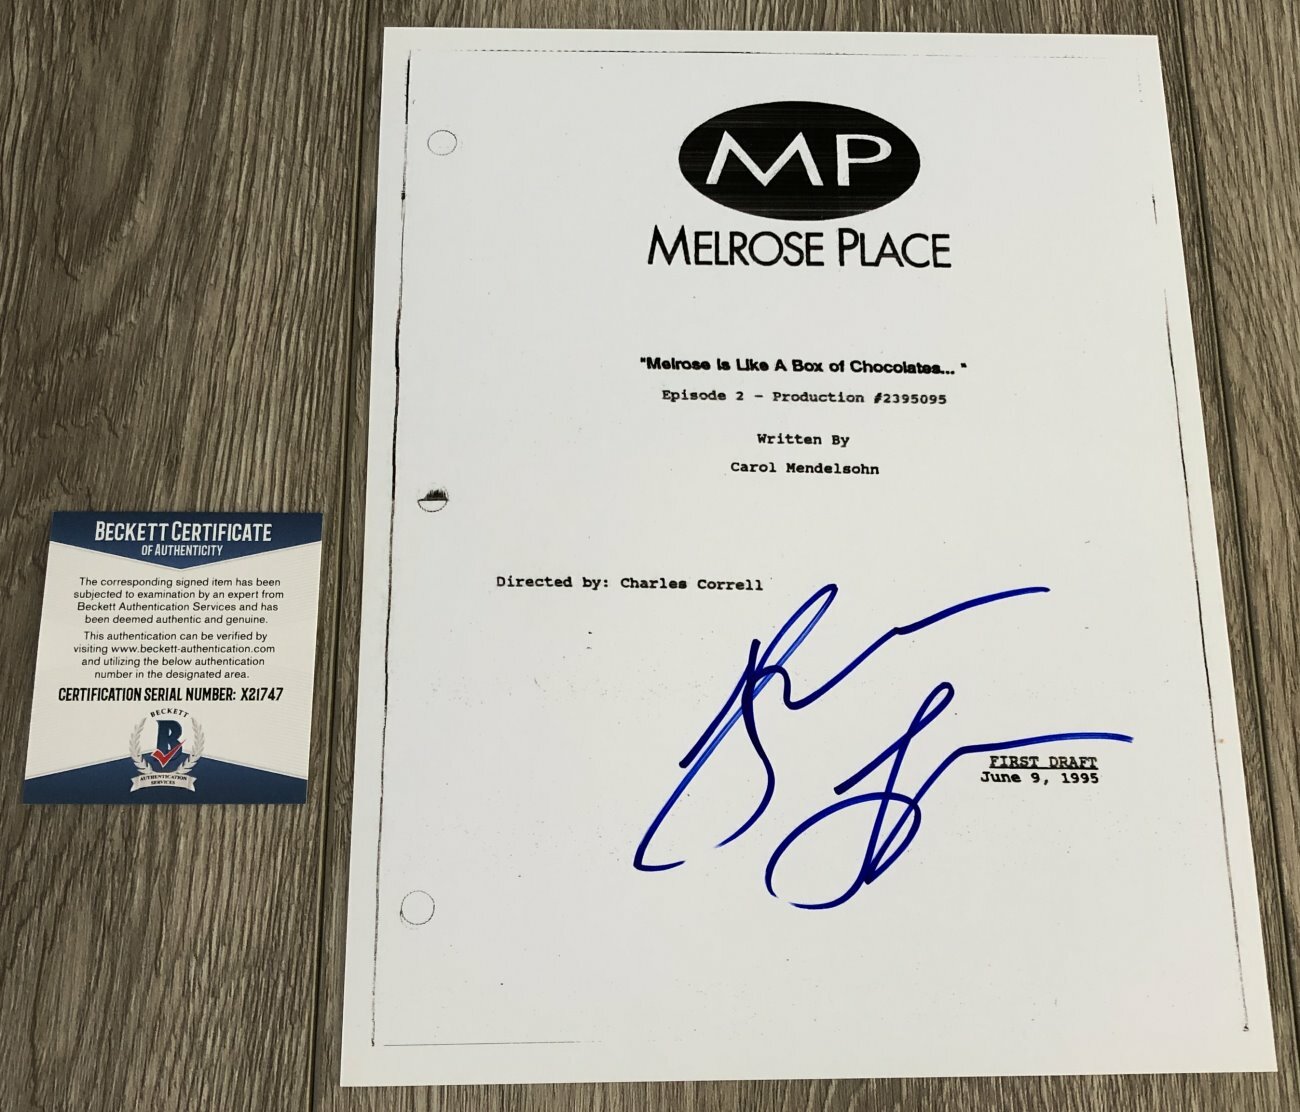 MP
MELROSE PLACE
"Melrose Is Like A Box of Chocolates... "
Episode 2 - Production #2395095
Written By
Carol Mendelsohn
Directed by: Charles Correll
FIRST DRAFT
June 9, 1995
BECKETT CERTIFICATE
OF AUTHENTICITY
The corresponding signed item has been
subjected to examination by an expert from
Beckett Authentication Services and has
been deemed authentic and genuine.
This authentication can be verified by
visiting www.beckett-authentication.com
and utilizing the below authentication
number in the designated area.
CERTIFICATION SERIAL NUMBER: X21747
BECKETT
B
AUTHENTICATION
SERVICES